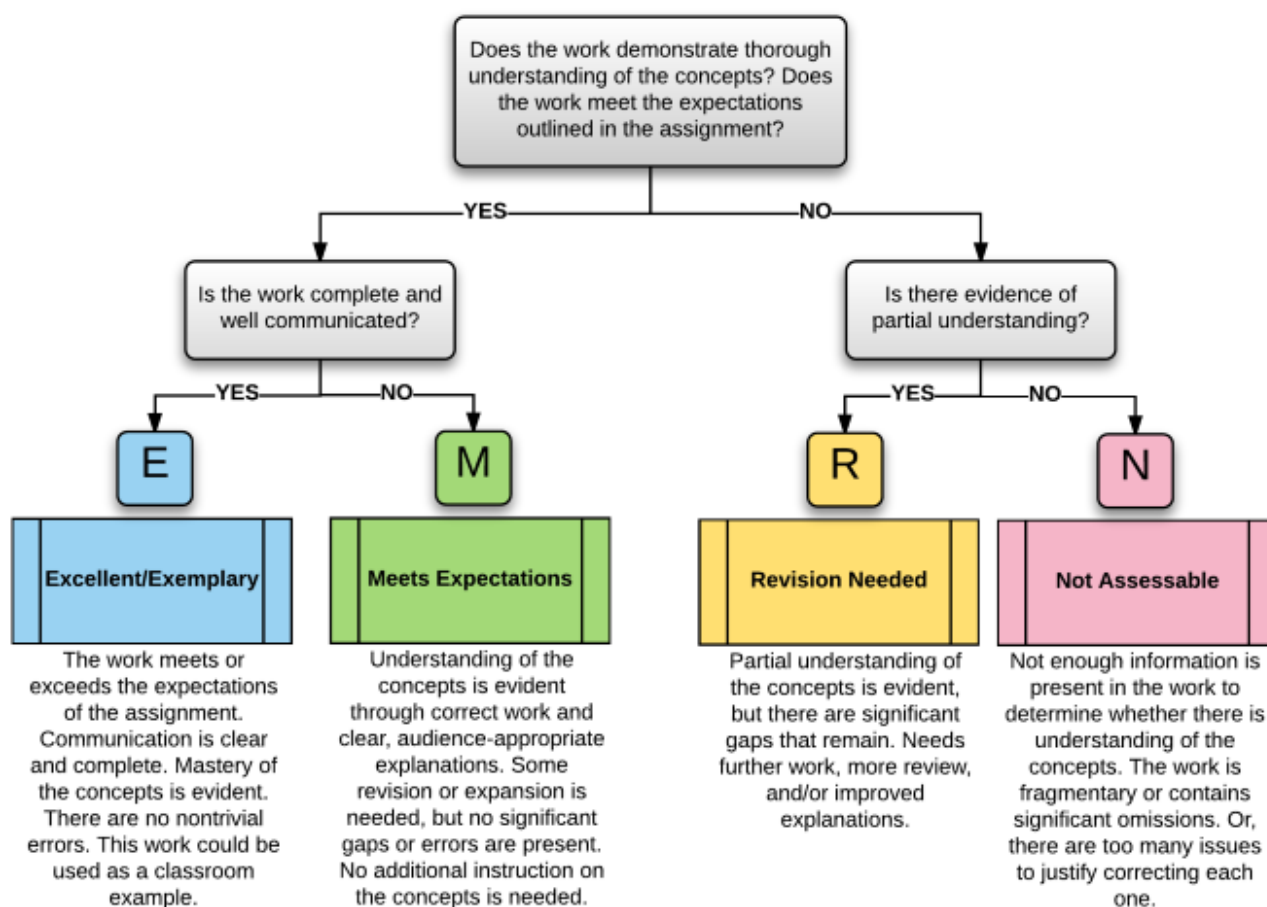 Does the work demonstrate thorough
understanding of the concepts? Does
the work meet the expectations
outlined in the assignment?
YES
NO
Is the work complete and
well communicated?
Is there evidence of
partial understanding?
YES
NO
YES
NO
E
M
R
N
Excellent/Exemplary
Meets Expectations
Revision Needed
Not Assessable
The work meets or
exceeds the expectations
of the assignment.
Communication is clear
and complete. Mastery of
the concepts is evident.
There are no nontrivial
errors. This work could be
used as a classroom
example.
Understanding of the
concepts is evident
through correct work and
clear, audience-appropriate
explanations. Some
revision or expansion is
needed, but no significant
gaps or errors are present.
No additional instruction on
the concepts is needed.
Partial understanding of
the concepts is evident,
but there are significant
gaps that remain. Needs
further work, more review,
and/or improved
explanations.
Not enough information is
present in the work to
determine whether there is
understanding of the
concepts. The work is
fragmentary or contains
significant omissions. Or,
there are too many issues
to justify correcting each
one.